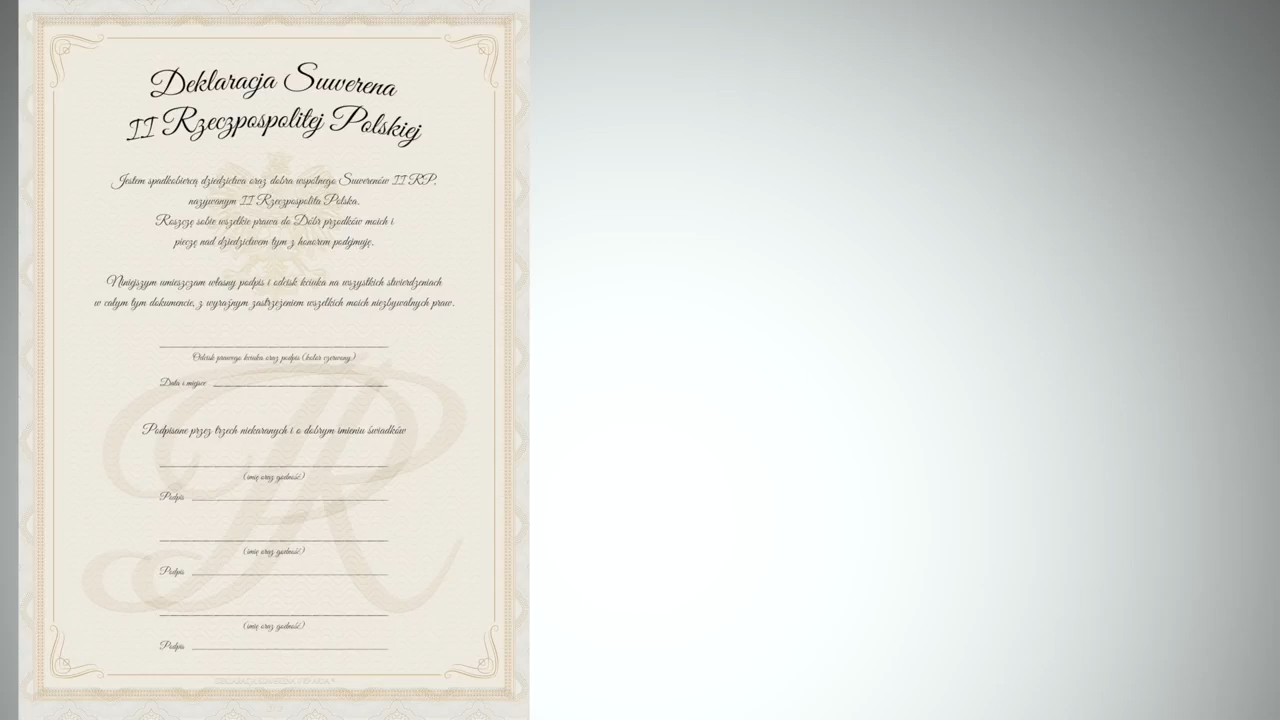 Deklaracja Suwerena
II Rzeczpospolitej Polskiej
Jestem spadkobiercą dziedzictwa oraz dobra wspólnego Suwerenów II RP,
nazywanym II Rzeczpospolita Polska.
Roszczę sobie wszelkie prawa do Dóbr przodków moich i
pieczę nad dziedzictwem tym z honorem podejmuję.
Niniejszym umieszczam własny podpis i odcisk kciuka na wszystkich stwierdzeniach
w całym tym dokumencie, z wyraźnym zastrzeżeniem wszelkich moich niezbywalnych praw.
Odcisk prawego kciuka oraz podpis (kolor czerwony)
Data i miejsce
Podpisane przez trzech niekaranych i o dobrym imieniu świadków
(imię oraz godność)
Podpis
(imię oraz godność)
Podpis
(imię oraz godność)
Podpis